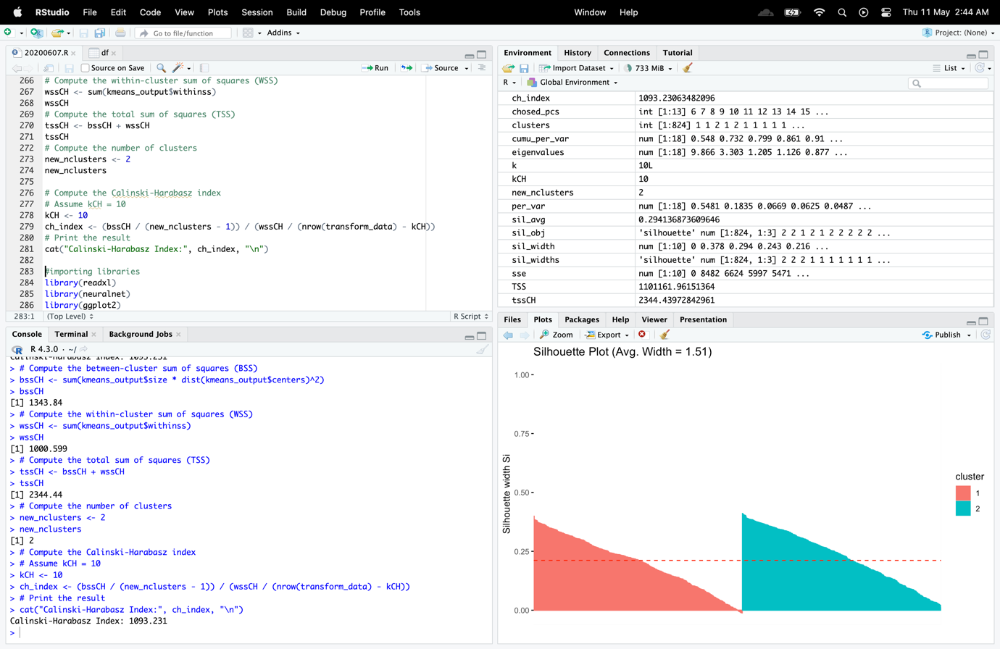 RStudio File Edit Code View Plots Session Build Debug Profile Tools Window Help Thu 11 May 2:44 AM
Go to file/function Addins Project: (None)
20200607.R df
Source on Save Run Source
266 # Compute the within-cluster sum of squares (WSS)
267 wssCH <- sum(kmeans_output$withinss)
268 wssCH
269 # Compute the total sum of squares (TSS)
270 tssCH <- bssCH + wssCH
271 tssCH
272 # Compute the number of clusters
273 new_nclusters <- 2
274 new_nclusters
275
276 # Compute the Calinski-Harabasz index
277 # Assume kCH = 10
278 kCH <- 10
279 ch_index <- (bssCH / (new_nclusters - 1)) / (wssCH / (nrow(transform_data) - kCH))
280 # Print the result
281 cat("Calinski-Harabasz Index:", ch_index, "\n")
282
283 #importing libraries
284 library(readxl)
285 library(neuralnet)
286 library(ggplot2)
283:1 (Top Level) R Script
Console Terminal Background Jobs
R 4.3.0 · ~/
Calinski-Harabasz Index: 1093.231
> # Compute the between-cluster sum of squares (BSS)
> bssCH <- sum(kmeans_output$size * dist(kmeans_output$centers)^2)
> bssCH
[1] 1343.84
> # Compute the within-cluster sum of squares (WSS)
> wssCH <- sum(kmeans_output$withinss)
> wssCH
[1] 1000.599
> # Compute the total sum of squares (TSS)
> tssCH <- bssCH + wssCH
> tssCH
[1] 2344.44
> # Compute the number of clusters
> new_nclusters <- 2
> new_nclusters
[1] 2
> # Compute the Calinski-Harabasz index
> # Assume kCH = 10
> kCH <- 10
> ch_index <- (bssCH / (new_nclusters - 1)) / (wssCH / (nrow(transform_data) - kCH))
> # Print the result
> cat("Calinski-Harabasz Index:", ch_index, "\n")
Calinski-Harabasz Index: 1093.231
>
Environment History Connections Tutorial
Import Dataset 733 MiB List
R Global Environment
ch_index 1093.23063482096
chosed_pcs int [1:13] 6 7 8 9 10 11 12 13 14 15 ...
clusters int [1:824] 1 1 2 1 2 1 1 1 1 1 ...
cumu_per_var num [1:18] 0.548 0.732 0.799 0.861 0.91 ...
eigenvalues num [1:18] 9.866 3.303 1.205 1.126 0.877 ...
k 10L
kCH 10
new_nclusters 2
per_var num [1:18] 0.5481 0.1835 0.0669 0.0625 0.0487 ...
sil_avg 0.294136873609646
sil_obj 'silhouette' num [1:824, 1:3] 2 2 1 2 1 2 2 2 2 2 ...
sil_width num [1:10] 0 0.378 0.294 0.243 0.216 ...
sil_widths 'silhouette' num [1:824, 1:3] 2 2 2 1 1 1 1 1 1 1 ...
sse num [1:10] 0 8482 6624 5997 5471 ...
TSS 1101161.96151364
tssCH 2344.43972842961
Files Plots Packages Help Viewer Presentation
Zoom Export Publish
Silhouette Plot (Avg. Width = 1.51)
1.00
0.75
0.50
0.25
0.00
Silhouette width Si
cluster
1
2